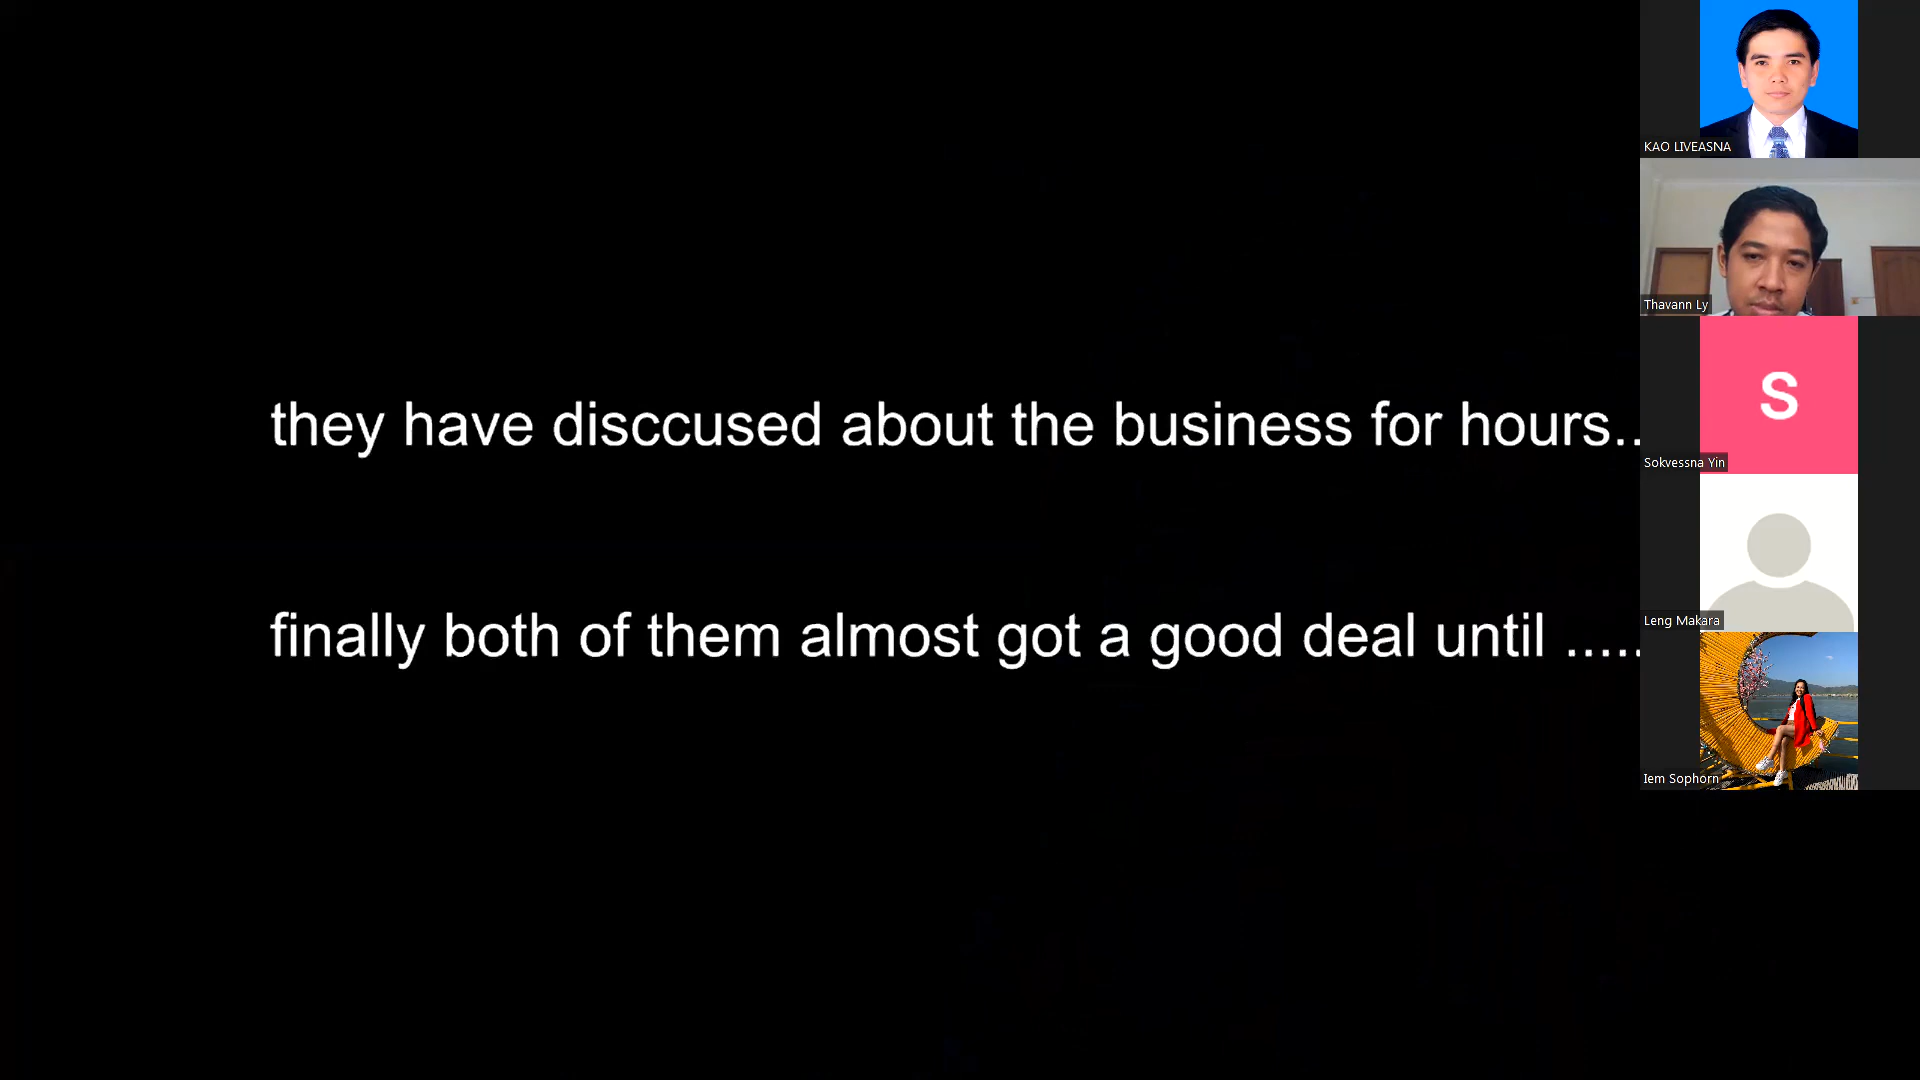 they have disccused about the business for hours..
finally both of them almost got a good deal until .....
KAO LIVEASNA
Thavann Ly
S
Sokvessna Yin
Leng Makara
Iem Sophorn